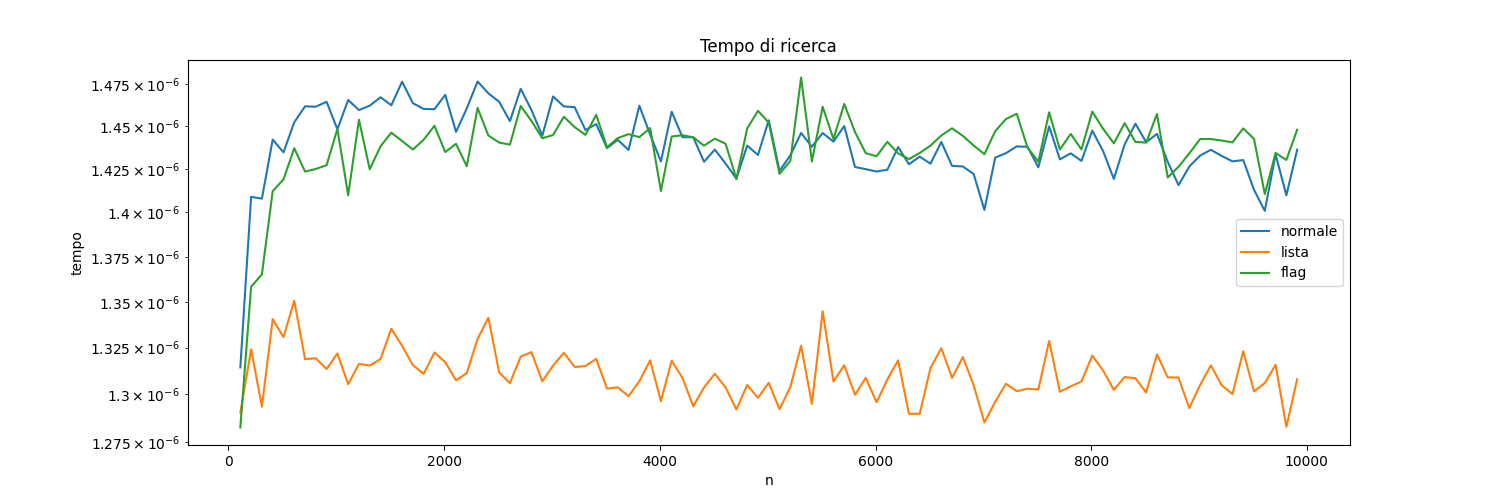 Tempo di ricerca
tempo
1.475 × 10⁻⁶
1.45 × 10⁻⁶
1.425 × 10⁻⁶
1.4 × 10⁻⁶
1.375 × 10⁻⁶
1.35 × 10⁻⁶
1.325 × 10⁻⁶
1.3 × 10⁻⁶
1.275 × 10⁻⁶
normale
lista
flag
0 2000 4000 6000 8000 10000
n